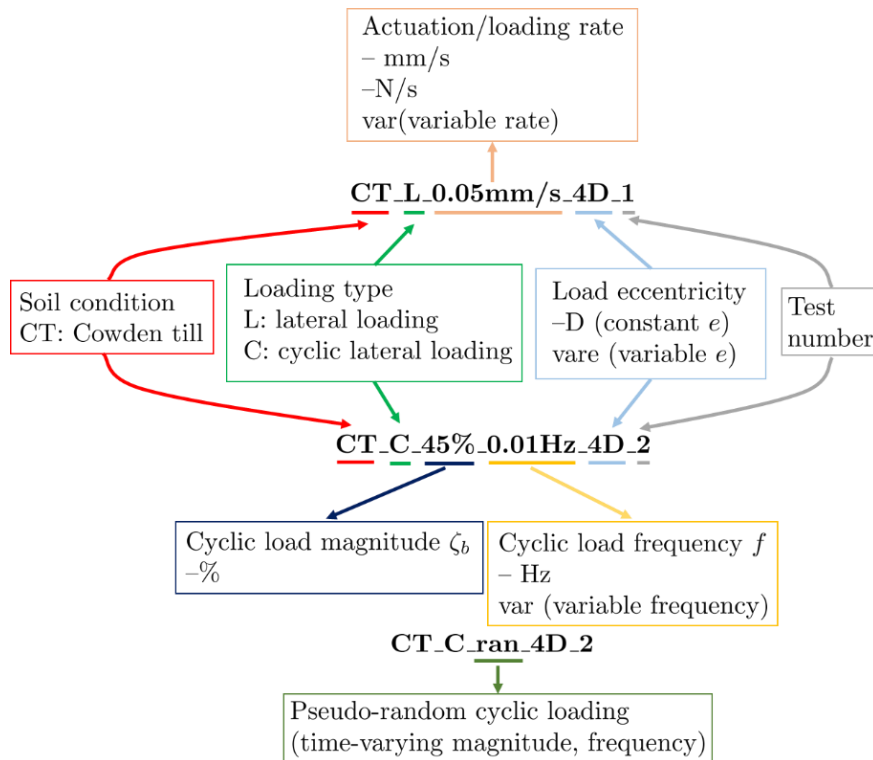 Actuation/loading rate
– mm/s
–N/s
var(variable rate)
CT_L_0.05mm/s_4D_1
Soil condition
CT: Cowden till
Loading type
L: lateral loading
C: cyclic lateral loading
Load eccentricity
–D (constant e)
vare (variable e)
Test
number
CT_C_45%_0.01Hz_4D_2
Cyclic load magnitude ζb
–%
Cyclic load frequency f
– Hz
var (variable frequency)
CT_C_ran_4D_2
Pseudo-random cyclic loading
(time-varying magnitude, frequency)